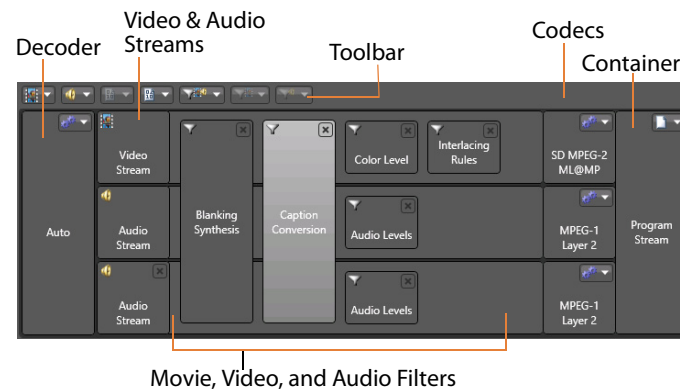 Video & Audio
Streams
Decoder
Toolbar
Codecs
Container
Auto
Video
Stream
Blanking
Synthesis
Caption
Conversion
Color Level
Interlacing
Rules
SD MPEG-2
ML@MP
Audio
Stream
Audio Levels
MPEG-1
Layer 2
Program
Stream
Audio
Stream
Audio Levels
MPEG-1
Layer 2
Movie, Video, and Audio Filters